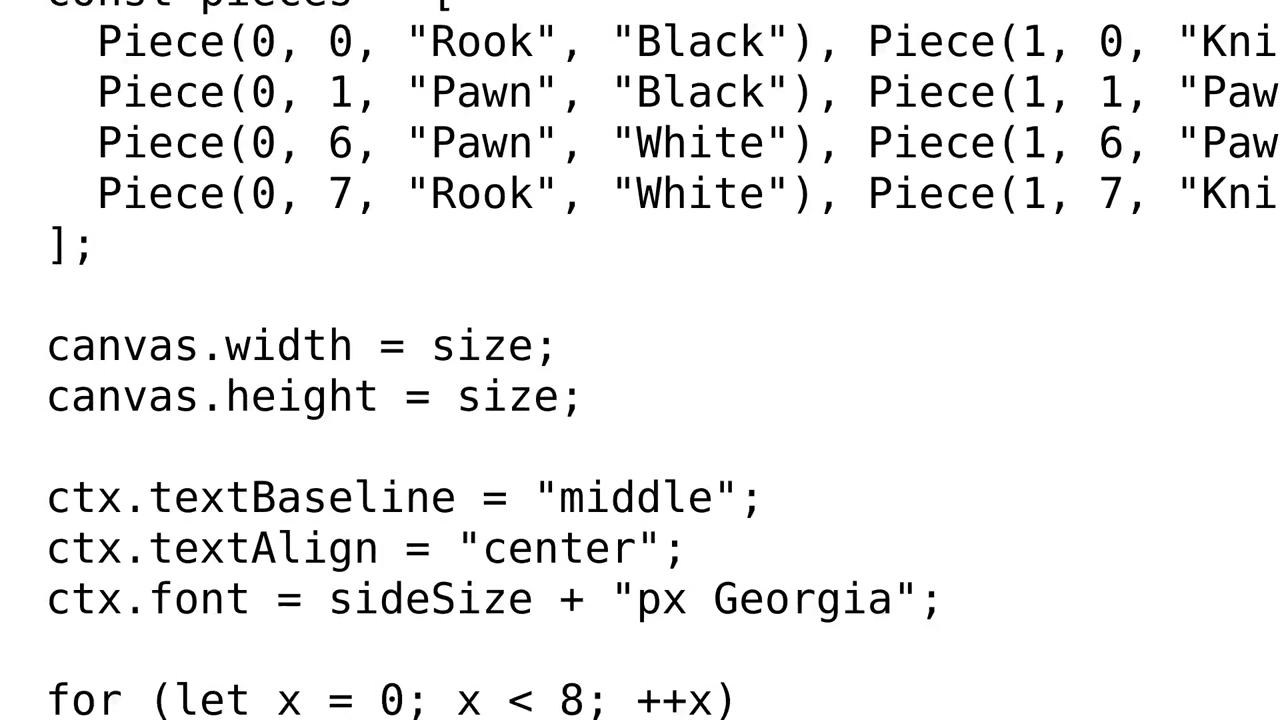 const pieces = [
Piece(0, 0, "Rook", "Black"), Piece(1, 0, "Kni
Piece(0, 1, "Pawn", "Black"), Piece(1, 1, "Paw
Piece(0, 6, "Pawn", "White"), Piece(1, 6, "Paw
Piece(0, 7, "Rook", "White"), Piece(1, 7, "Kni
];
canvas.width = size;
canvas.height = size;
ctx.textBaseline = "middle";
ctx.textAlign = "center";
ctx.font = sideSize + "px Georgia";
for (let x = 0; x < 8; ++x)